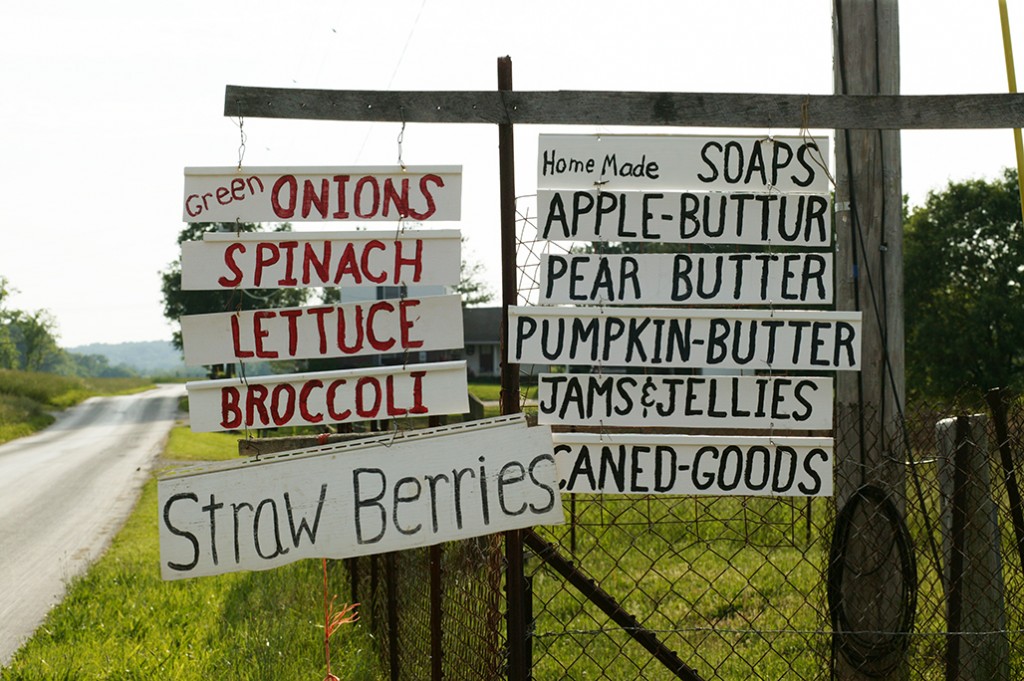 Green ONIONS
SPINACH
LETTUCE
BROCCOLI
Straw Berries
Home Made SOAPS
APPLE-BUTTUR
PEAR BUTTER
PUMPKIN-BUTTER
JAMS&JELLIES
CANED-GOODS